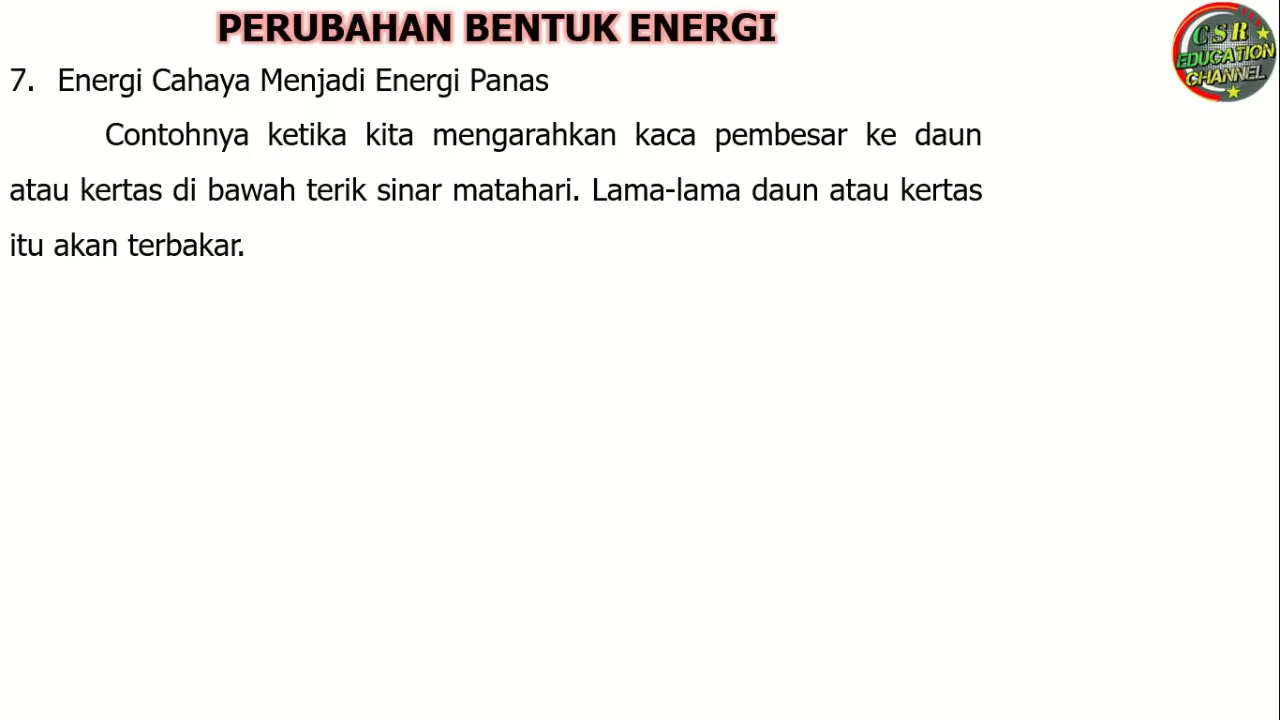 PERUBAHAN BENTUK ENERGI
CSR
EDUCATION
CHANNEL
7. Energi Cahaya Menjadi Energi Panas
Contohnya ketika kita mengarahkan kaca pembesar ke daun
atau kertas di bawah terik sinar matahari. Lama-lama daun atau kertas
itu akan terbakar.